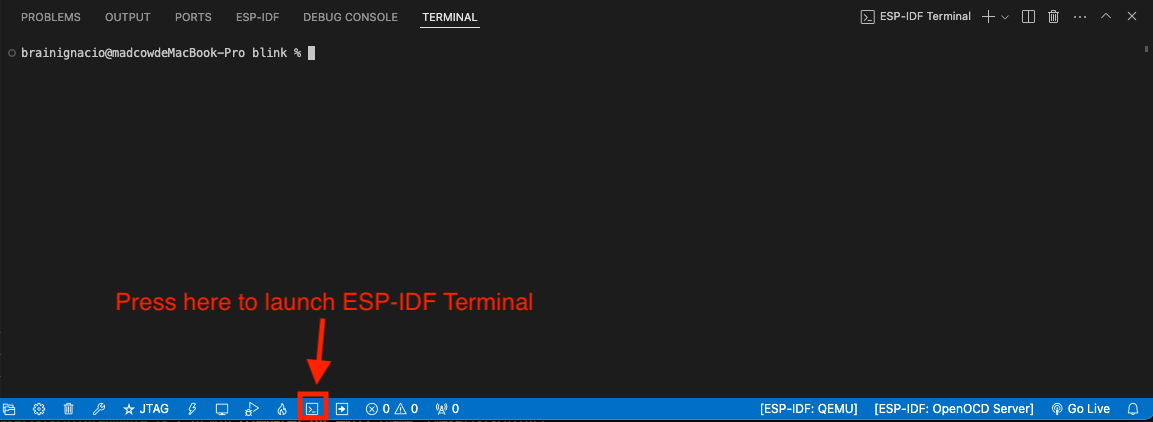 PROBLEMS OUTPUT PORTS ESP-IDF DEBUG CONSOLE TERMINAL ESP-IDF Terminal
brainignacio@madcowdeMacBook-Pro blink %
Press here to launch ESP-IDF Terminal
JTAG 0 0 0 [ESP-IDF: QEMU] [ESP-IDF: OpenOCD Server] Go Live